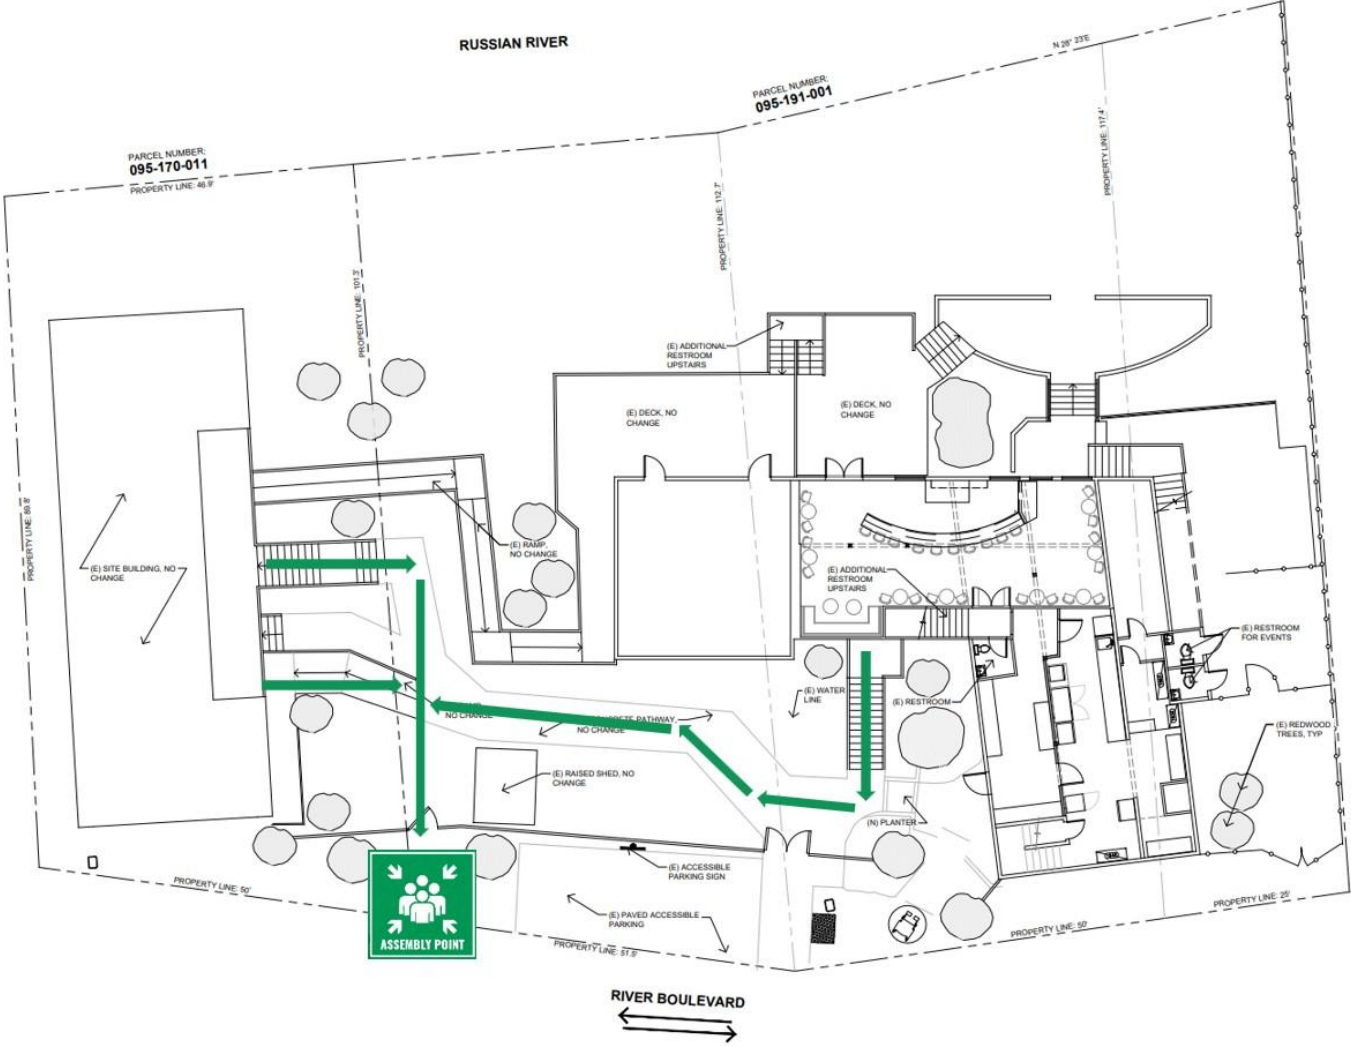 RUSSIAN RIVER
N 28° 23'E
PARCEL NUMBER:
095-191-001
PARCEL NUMBER:
095-170-011
PROPERTY LINE: 46.9'
PROPERTY LINE: 117.4'
PROPERTY LINE: 112.7'
PROPERTY LINE: 101.3'
(E) ADDITIONAL
RESTROOM
UPSTAIRS
(E) DECK, NO
CHANGE
(E) DECK, NO
CHANGE
PROPERTY LINE: 89.8'
(E) RAMP,
NO CHANGE
(E) SITE BUILDING, NO
CHANGE
(E) ADDITIONAL
RESTROOM
UPSTAIRS
(E) RESTROOM
FOR EVENTS
(E) WATER
LINE
(E) RESTROOM
NO CHANGE
PATHWAY,
NO CHANGE
(E) REDWOOD
TREES, TYP
(E) RAISED SHED, NO
CHANGE
(N) PLANTER
(E) ACCESSIBLE
PARKING SIGN
PROPERTY LINE: 50'
ASSEMBLY POINT
(E) PAVED ACCESSIBLE
PARKING
PROPERTY LINE: 51.5'
PROPERTY LINE: 50'
PROPERTY LINE: 25'
RIVER BOULEVARD